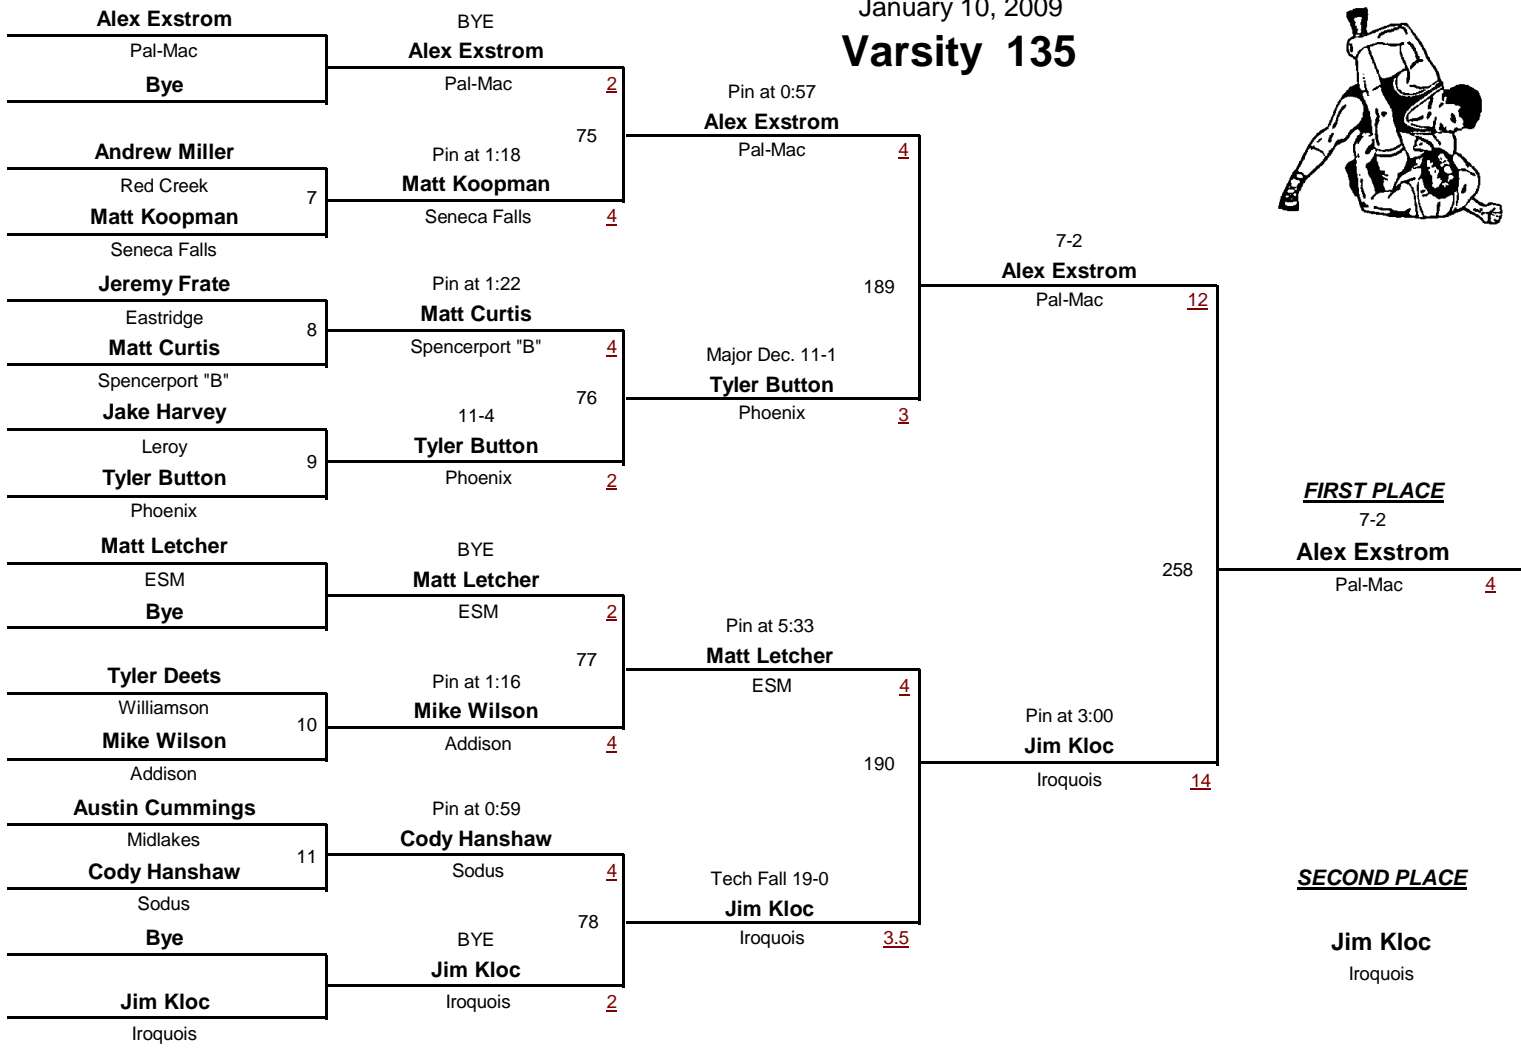 January 10, 2009
Varsity 135
Alex Exstrom
Pal-Mac
Bye
Andrew Miller
Red Creek
7
Matt Koopman
Seneca Falls
Jeremy Frate
Eastridge
8
Matt Curtis
Spencerport "B"
Jake Harvey
Leroy
9
Tyler Button
Phoenix
Matt Letcher
ESM
Bye
Tyler Deets
Williamson
10
Mike Wilson
Addison
Austin Cummings
Midlakes
11
Cody Hanshaw
Sodus
Bye
Jim Kloc
Iroquois
BYE
Alex Exstrom
Pal-Mac 2
75
Pin at 1:18
Matt Koopman
Seneca Falls 4
Pin at 1:22
Matt Curtis
Spencerport "B" 4
76
11-4
Tyler Button
Phoenix 2
BYE
Matt Letcher
ESM 2
77
Pin at 1:16
Mike Wilson
Addison 4
Pin at 0:59
Cody Hanshaw
Sodus 4
78
BYE
Jim Kloc
Iroquois 2
Pin at 0:57
Alex Exstrom
Pal-Mac 4
189
Major Dec. 11-1
Tyler Button
Phoenix 3
Pin at 5:33
Matt Letcher
ESM 4
190
Tech Fall 19-0
Jim Kloc
Iroquois 3.5
7-2
Alex Exstrom
Pal-Mac 12
258
Pin at 3:00
Jim Kloc
Iroquois 14
FIRST PLACE
7-2
Alex Exstrom
Pal-Mac 4
SECOND PLACE
Jim Kloc
Iroquois